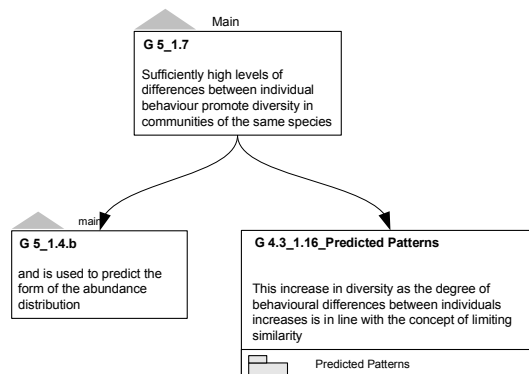 Main
G 5_1.7
Sufficiently high levels of
differences between individual
behaviour promote diversity in
communities of the same species
main
G 5_1.4.b
and is used to predict the
form of the abundance
distribution
G 4.3_1.16_Predicted Patterns
This increase in diversity as the degree of
behavioural differences between individuals
increases is in line with the concept of limiting
similarity
Predicted Patterns